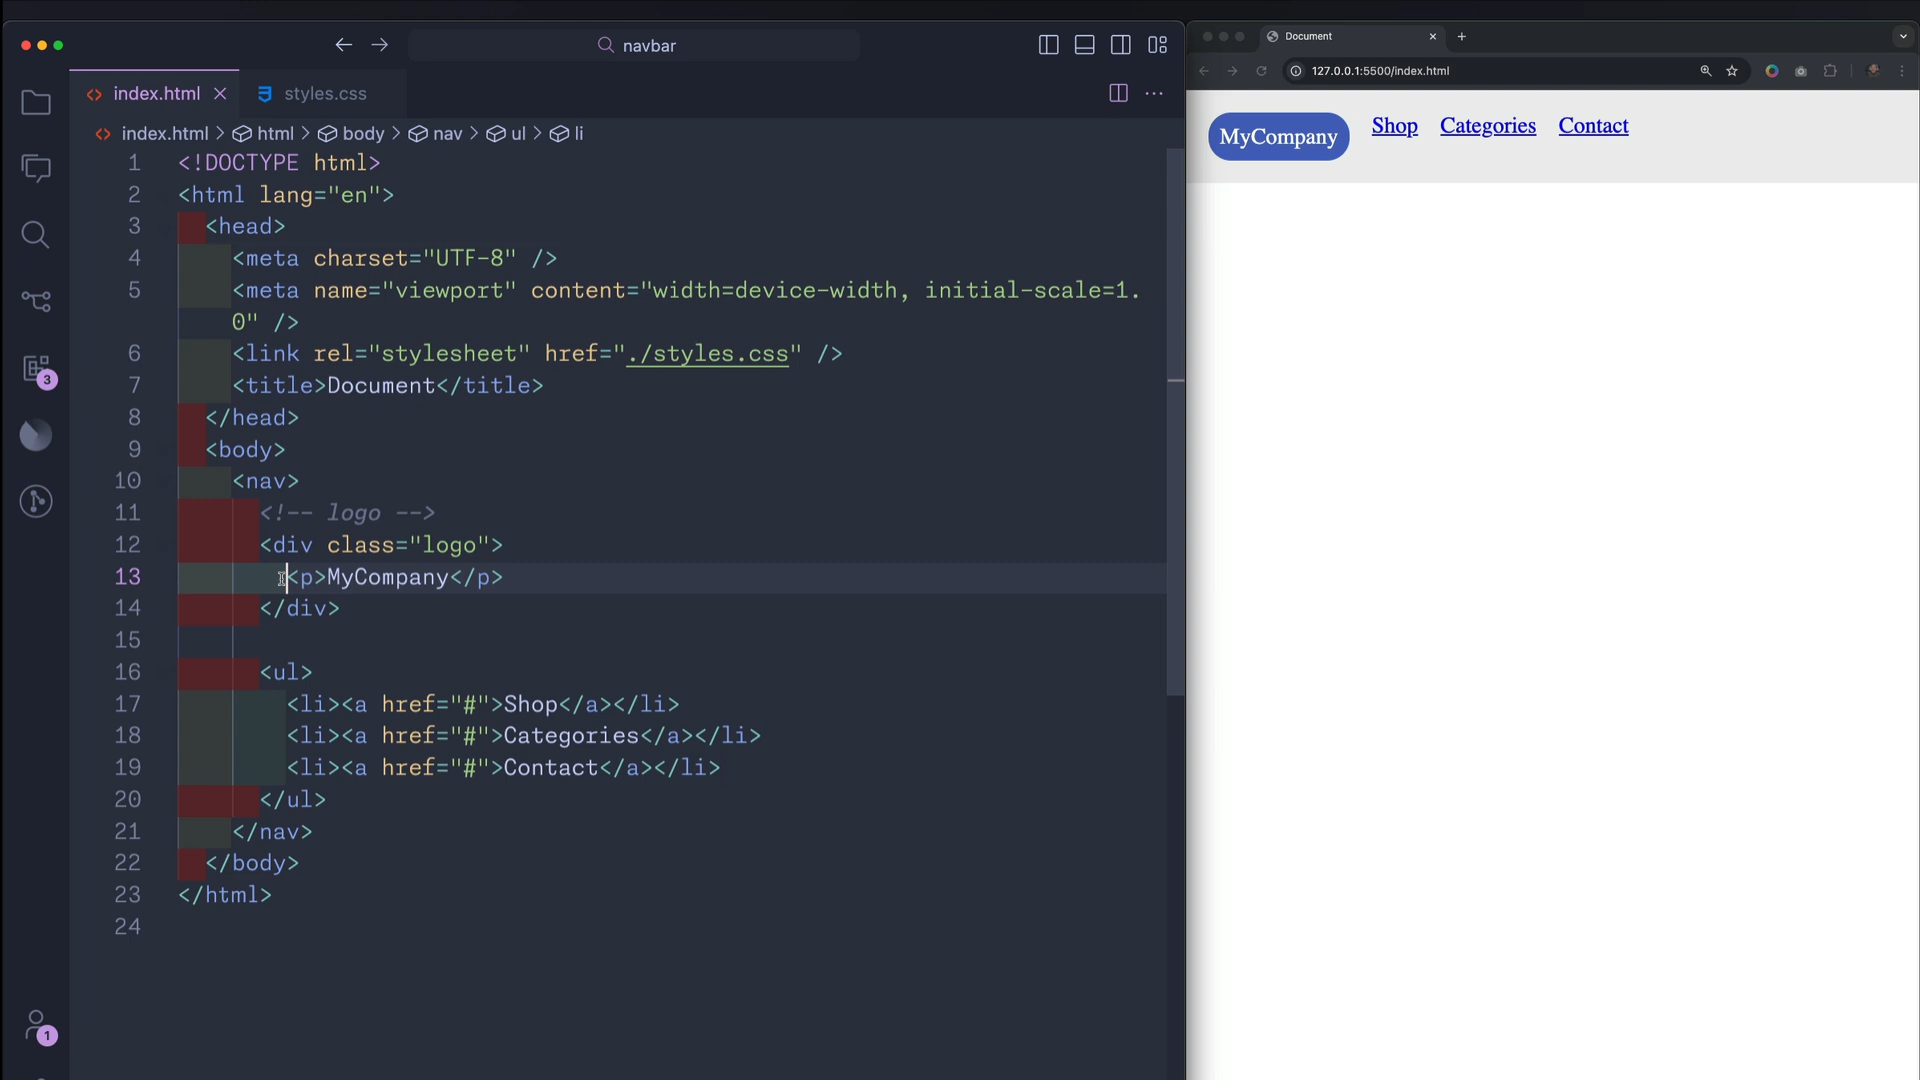 navbar
index.html
styles.css
index.html > html > body > nav > ul > li
1 <!DOCTYPE html>
2 <html lang="en">
3 <head>
4 <meta charset="UTF-8" />
5 <meta name="viewport" content="width=device-width, initial-scale=1.
0" />
6 <link rel="stylesheet" href="./styles.css" />
7 <title>Document</title>
8 </head>
9 <body>
10 <nav>
11 <!-- logo -->
12 <div class="logo">
13 <p>MyCompany</p>
14 </div>
15
16 <ul>
17 <li><a href="#">Shop</a></li>
18 <li><a href="#">Categories</a></li>
19 <li><a href="#">Contact</a></li>
20 </ul>
21 </nav>
22 </body>
23 </html>
24
3
1
Document
127.0.0.1:5500/index.html
MyCompany Shop Categories Contact